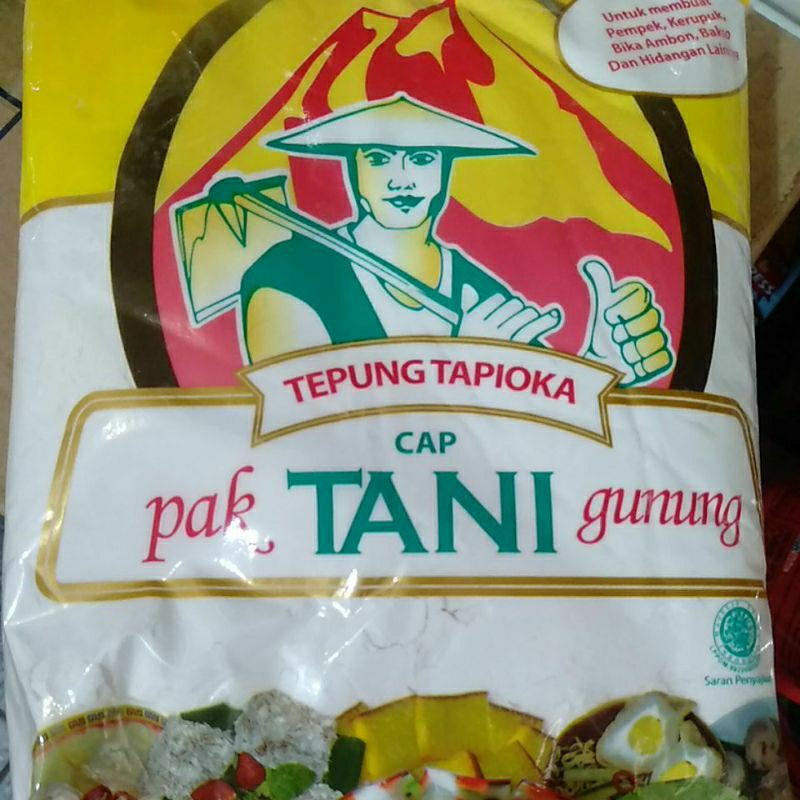 Untuk membuat
Pempek, Kerupuk,
Bika Ambon, Bakso
Dan Hidangan Lainnya
TEPUNG TAPIOKA
CAP
pak TANI gunung
Saran Penyajian